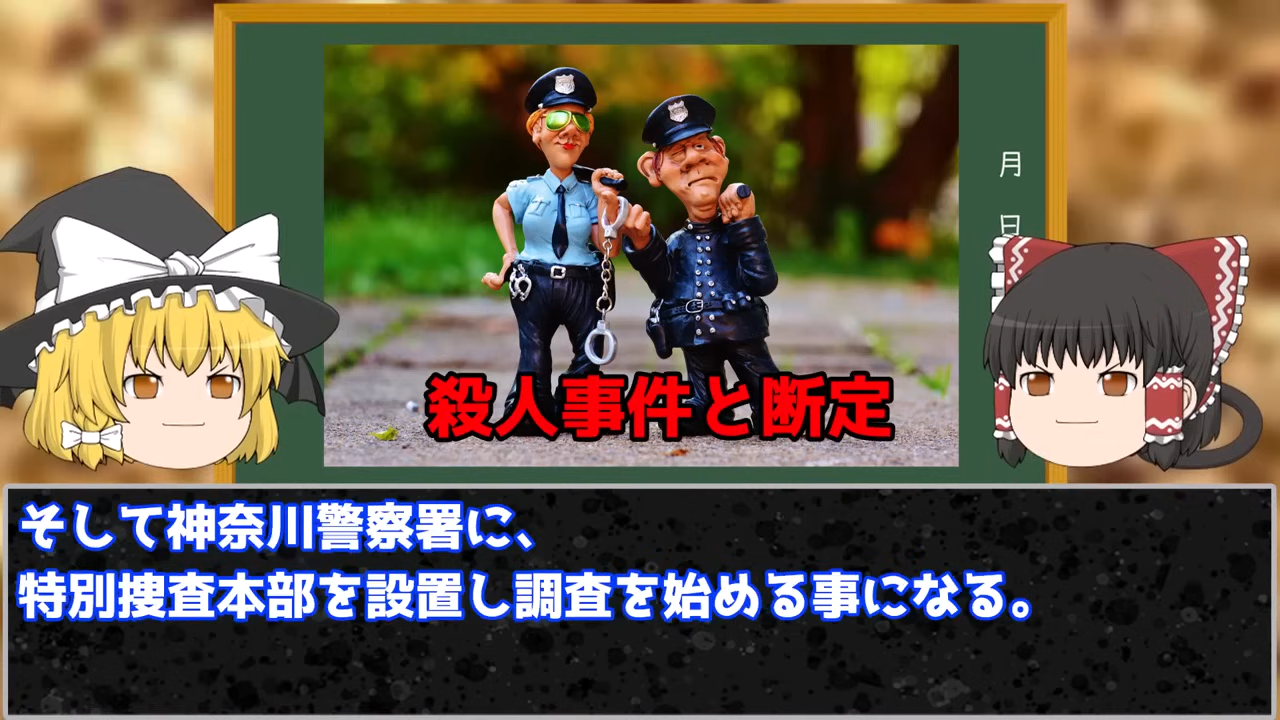 月
日
殺人事件と断定
そして神奈川警察署に、
特別捜査本部を設置し調査を始める事になる。